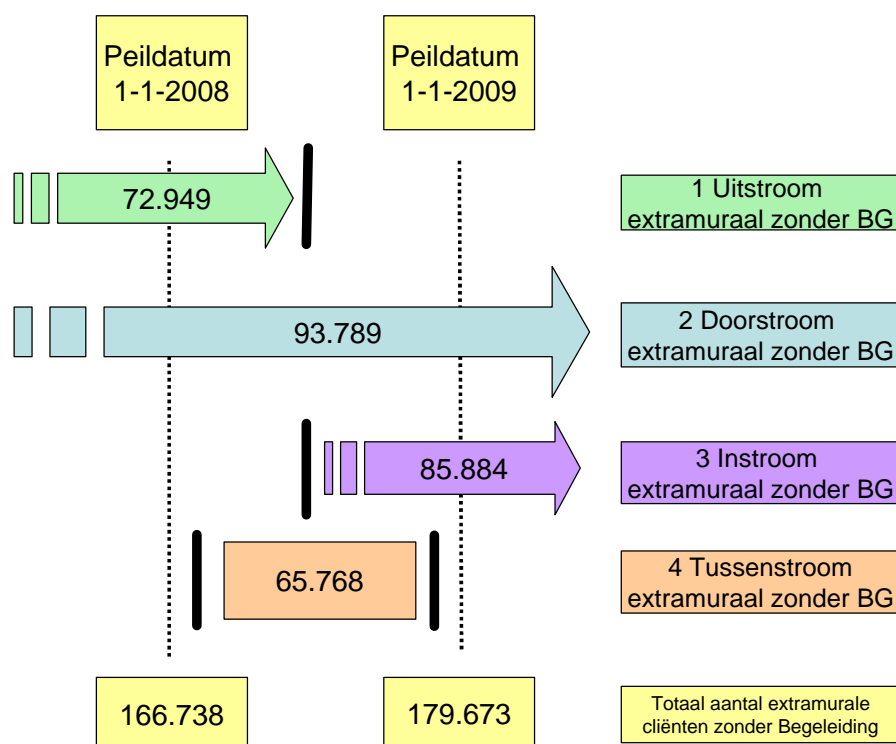 Peildatum
1-1-2008
Peildatum
1-1-2009
72.949
1 Uitstroom
extramuraal zonder BG
93.789
2 Doorstroom
extramuraal zonder BG
85.884
3 Instroom
extramuraal zonder BG
65.768
4 Tussenstroom
extramuraal zonder BG
166.738
179.673
Totaal aantal extramurale
cliënten zonder Begeleiding